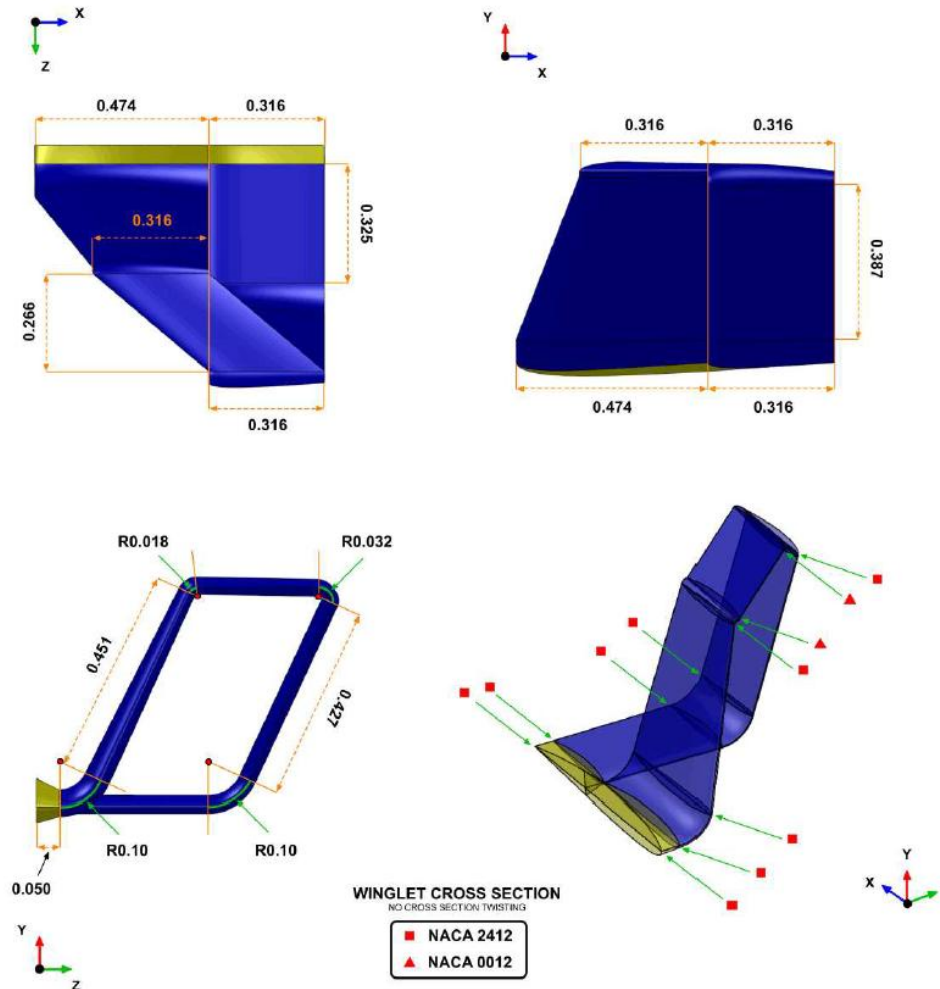 X
Z
0.474
0.316
0.316
0.325
0.266
0.316
Y
X
0.316
0.316
0.387
0.474
0.316
R0.018
R0.032
0.451
0.427
R0.10
R0.10
0.050
Y
Z
WINGLET CROSS SECTION
NO CROSS SECTION TWISTING
NACA 2412
NACA 0012
Y
X